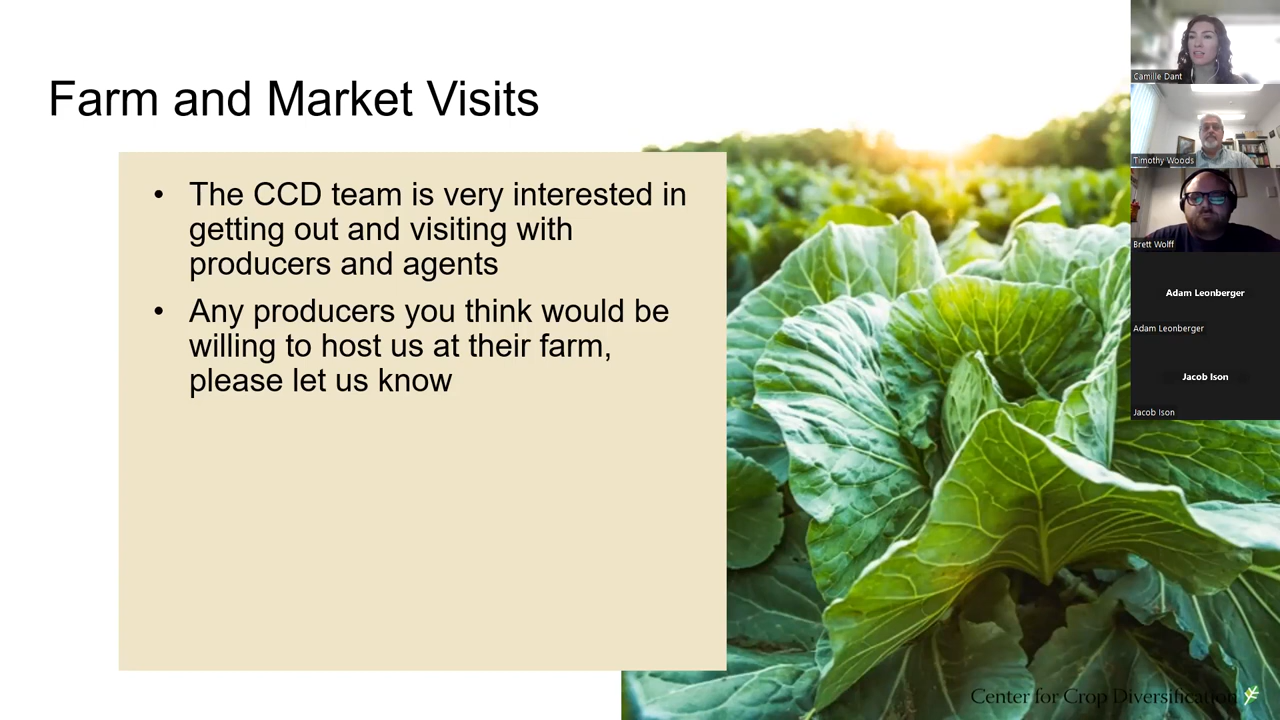 Farm and Market Visits
• The CCD team is very interested in
getting out and visiting with
producers and agents
• Any producers you think would be
willing to host us at their farm,
please let us know
Center for Crop Diversification
Camille Dant
Timothy Woods
Brett Wolff
Adam Leonberger
Adam Leonberger
Jacob Ison
Jacob Ison